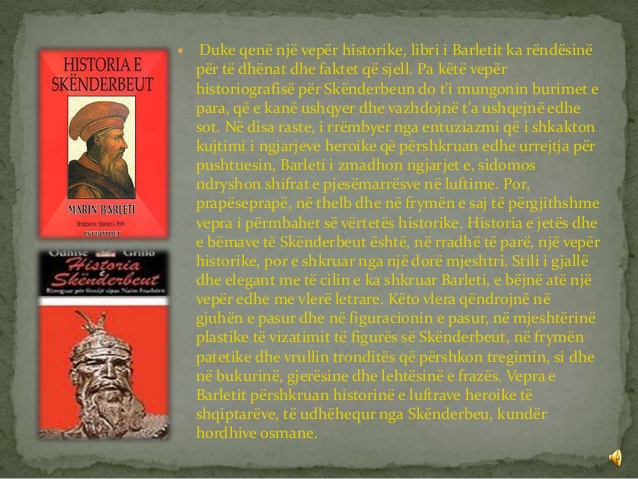 HISTORIA E
SKËNDERBEUT
MARIN BARLETI
Odhise Grillo
Historia e
Skënderbeut
Duke qenë një vepër historike, libri i Barletit ka rëndësinë
për të dhënat dhe faktet që sjell. Pa këtë vepër
historiografisë për Skënderbeun do t'i mungonin burimet e
para, që e kanë ushqyer dhe vazhdojnë t'a ushqejnë edhe
sot. Në disa raste, i rrëmbyer nga entuziazmi që i shkakton
kujtimi i ngjarjeve heroike që përshkruan edhe urrejtja për
pushtuesin, Barleti i zmadhon ngjarjet e, sidomos
ndryshon shifrat e pjesëmarrësve në luftime. Por,
prapëseprapë, në thelb dhe në frymën e saj të përgjithshme
vepra i përmbahet së vërtetës historike. Historia e jetës dhe
e bëmave të Skënderbeut është, në rradhë të parë, një vepër
historike, por e shkruar nga një dorë mjeshtri. Stili i gjallë
dhe elegant me të cilin e ka shkruar Barleti, e bëjnë atë një
vepër edhe me vlerë letrare. Këto vlera qëndrojnë në
gjuhën e pasur dhe në figuracionin e pasur, në mjeshtërinë
plastike të vizatimit të figurës së Skënderbeut, në frymën
patetike dhe vrullin tronditës që përshkon tregimin, si dhe
në bukurinë, gjerësine dhe lehtësinë e frazës. Vepra e
Barletit përshkruan historinë e luftrave heroike të
shqiptarëve, të udhëhequr nga Skënderbeu, kundër
hordhive osmane.